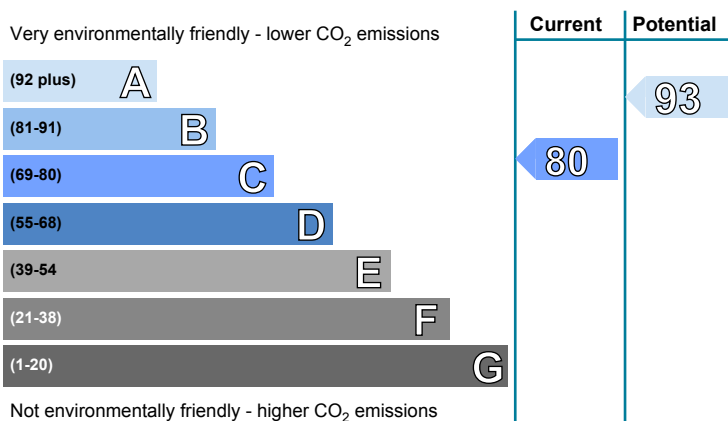 Very environmentally friendly - lower CO2 emissions
Current
Potential
(92 plus) A
93
(81-91) B
80
(69-80) C
(55-68) D
(39-54 E
(21-38) F
(1-20) G
Not environmentally friendly - higher CO2 emissions